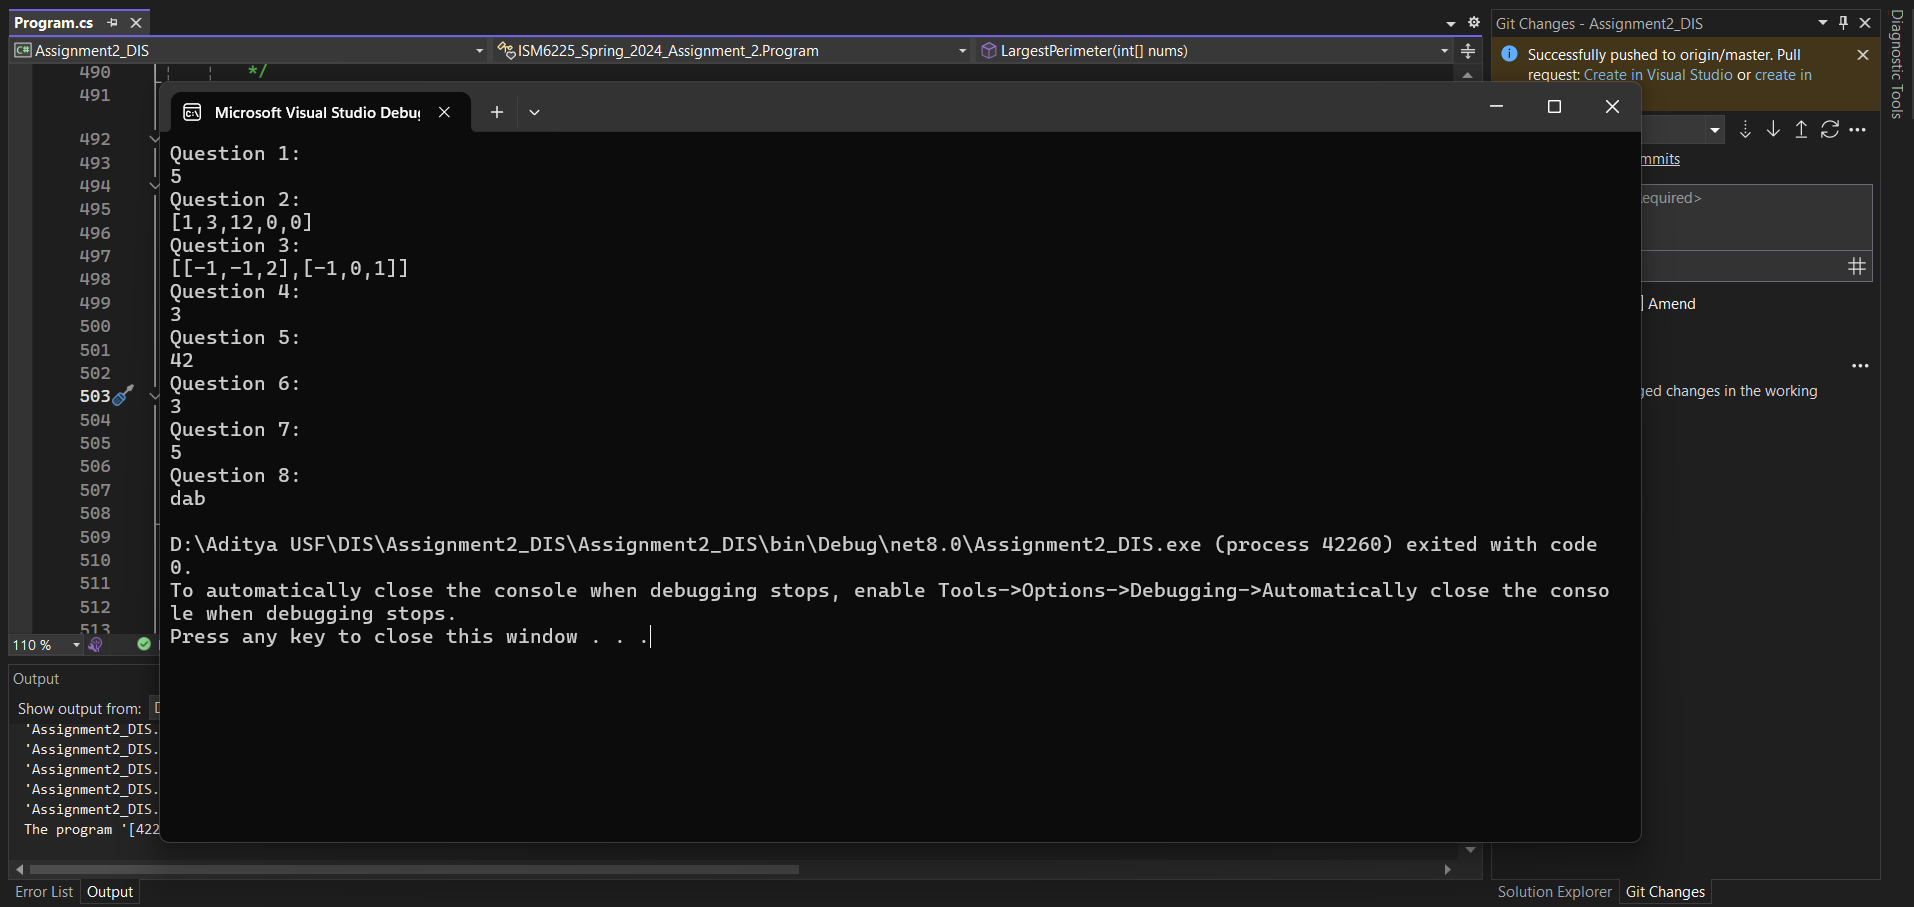 Program.cs
Git Changes - Assignment2_DIS
Diagnostic Tools
Assignment2_DIS
ISM6225_Spring_2024_Assignment_2.Program
LargestPerimeter(int[] nums)
Successfully pushed to origin/master. Pull
request: Create in Visual Studio or create in
490 */
491
492
493
494
495
496
497
498
499
500
501
502
503
504
505
506
507
508
509
510
511
512
513
Microsoft Visual Studio Debu
Question 1:
5
Question 2:
[1,3,12,0,0]
Question 3:
[[-1,-1,2],[-1,0,1]]
Question 4:
3
Question 5:
42
Question 6:
3
Question 7:
5
Question 8:
dab
D:\Aditya USF\DIS\Assignment2_DIS\Assignment2_DIS\bin\Debug\net8.0\Assignment2_DIS.exe (process 42260) exited with code
0.
To automatically close the console when debugging stops, enable Tools->Options->Debugging->Automatically close the conso
le when debugging stops.
Press any key to close this window . . .
mmits
equired>
Amend
ged changes in the working
110 %
Output
Show output from:
'Assignment2_DIS.
'Assignment2_DIS.
'Assignment2_DIS.
'Assignment2_DIS.
'Assignment2_DIS.
The program '[422
Error List
Output
Solution Explorer
Git Changes